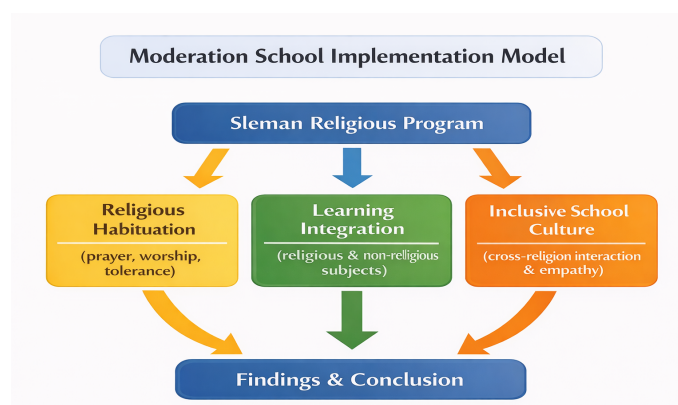 Moderation School Implementation Model
Sleman Religious Program
Religious
Habituation
(prayer, worship,
tolerance)
Learning
Integration
(religious & non-religious
subjects)
Inclusive School
Culture
(cross-religion interaction
& empathy)
Findings & Conclusion